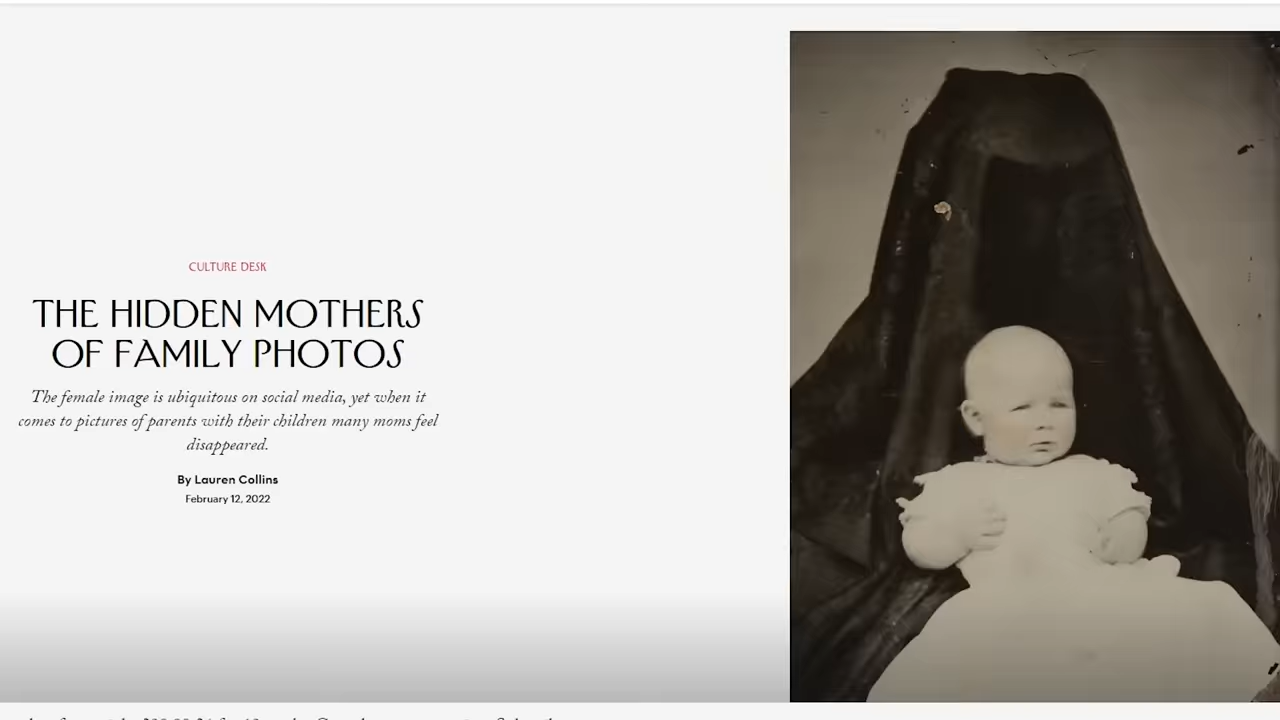 CULTURE DESK
THE HIDDEN MOTHERS
OF FAMILY PHOTOS
The female image is ubiquitous on social media, yet when it
comes to pictures of parents with their children many moms feel
disappeared.
By Lauren Collins
February 12, 2022